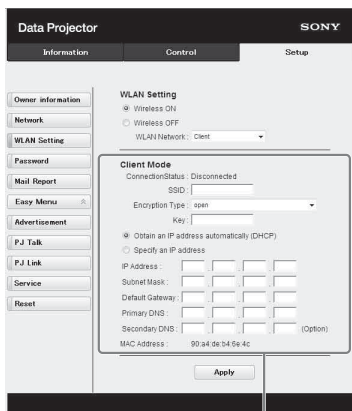 Data Projector
SONY
Information
Control
Setup
Owner information
Network
WLAN Setting
Password
Mail Report
Easy Menu
Advertisement
PJ Talk
PJ Link
Service
Reset
WLAN Setting
Wireless ON
Wireless OFF
WLAN Network : Client
Client Mode
ConnectionStatus : Disconnected
SSID :
Encryption Type : open
Key :
Obtain an IP address automatically (DHCP)
Specify an IP address
IP Address :
Subnet Mask :
Default Gateway :
Primary DNS :
Secondary DNS : (Option)
MAC Address : 90:a4:de:b4:6e:4c
Apply